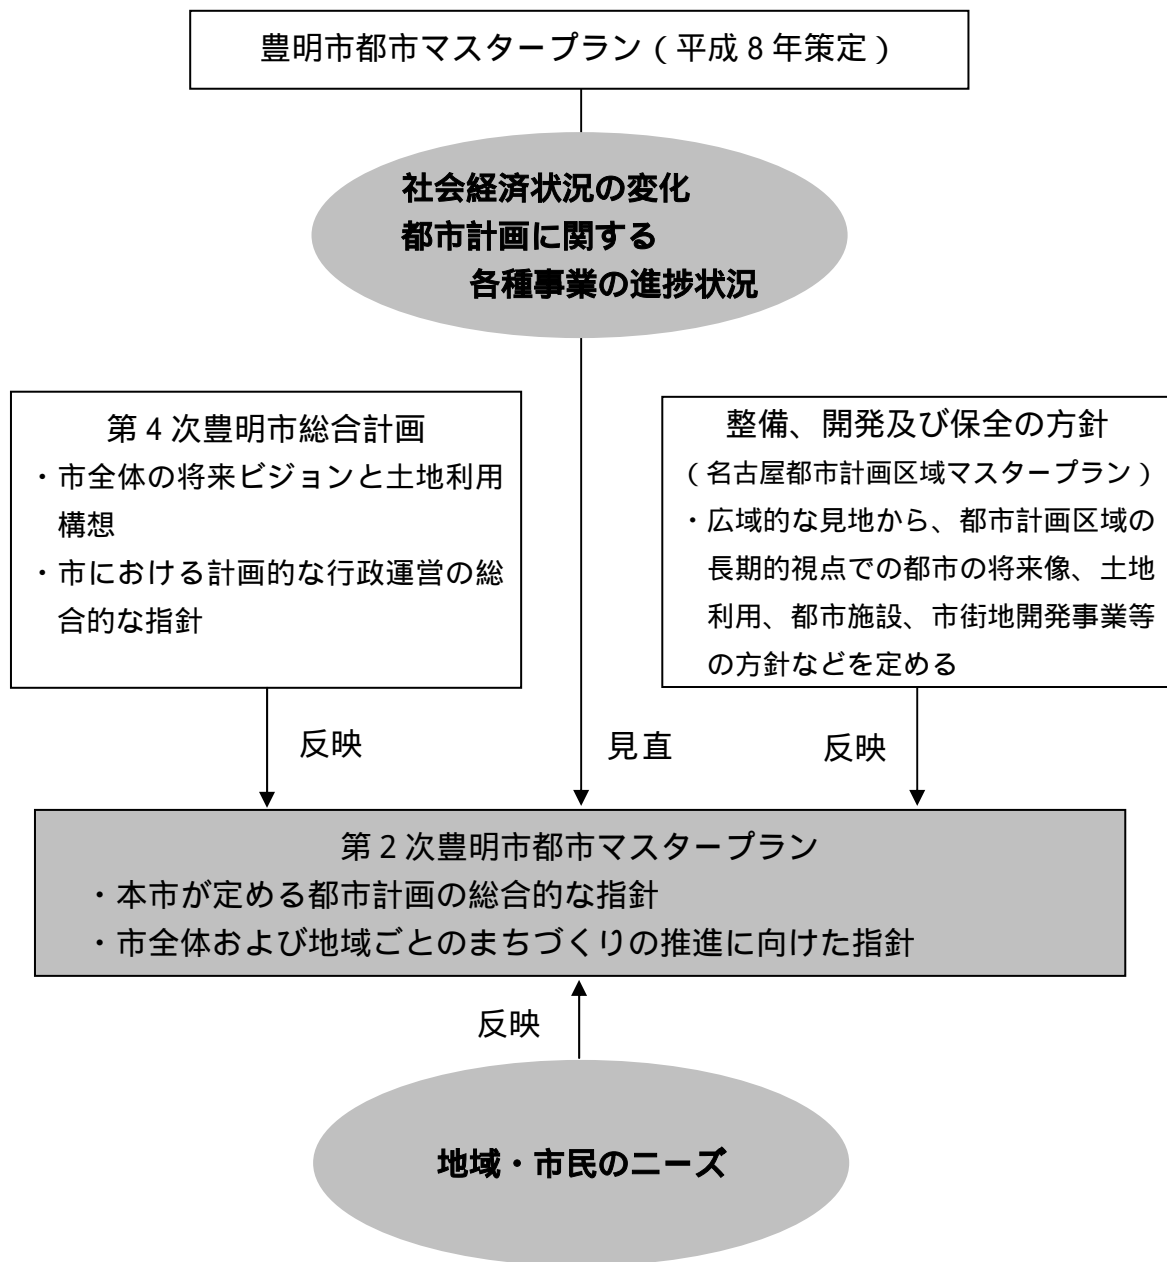 豊明市都市マスタープラン（平成８年策定）
社会経済状況の変化
都市計画に関する
各種事業の進捗状況
第４次豊明市総合計画
・市全体の将来ビジョンと土地利用
構想
・市における計画的な行政運営の総
合的な指針
整備、開発及び保全の方針
（名古屋都市計画区域マスタープラン）
・広域的な見地から、都市計画区域の
長期的視点での都市の将来像、土地
利用、都市施設、市街地開発事業等
の方針などを定める
反映
見直
反映
第２次豊明市都市マスタープラン
・本市が定める都市計画の総合的な指針
・市全体および地域ごとのまちづくりの推進に向けた指針
反映
地域・市民のニーズ